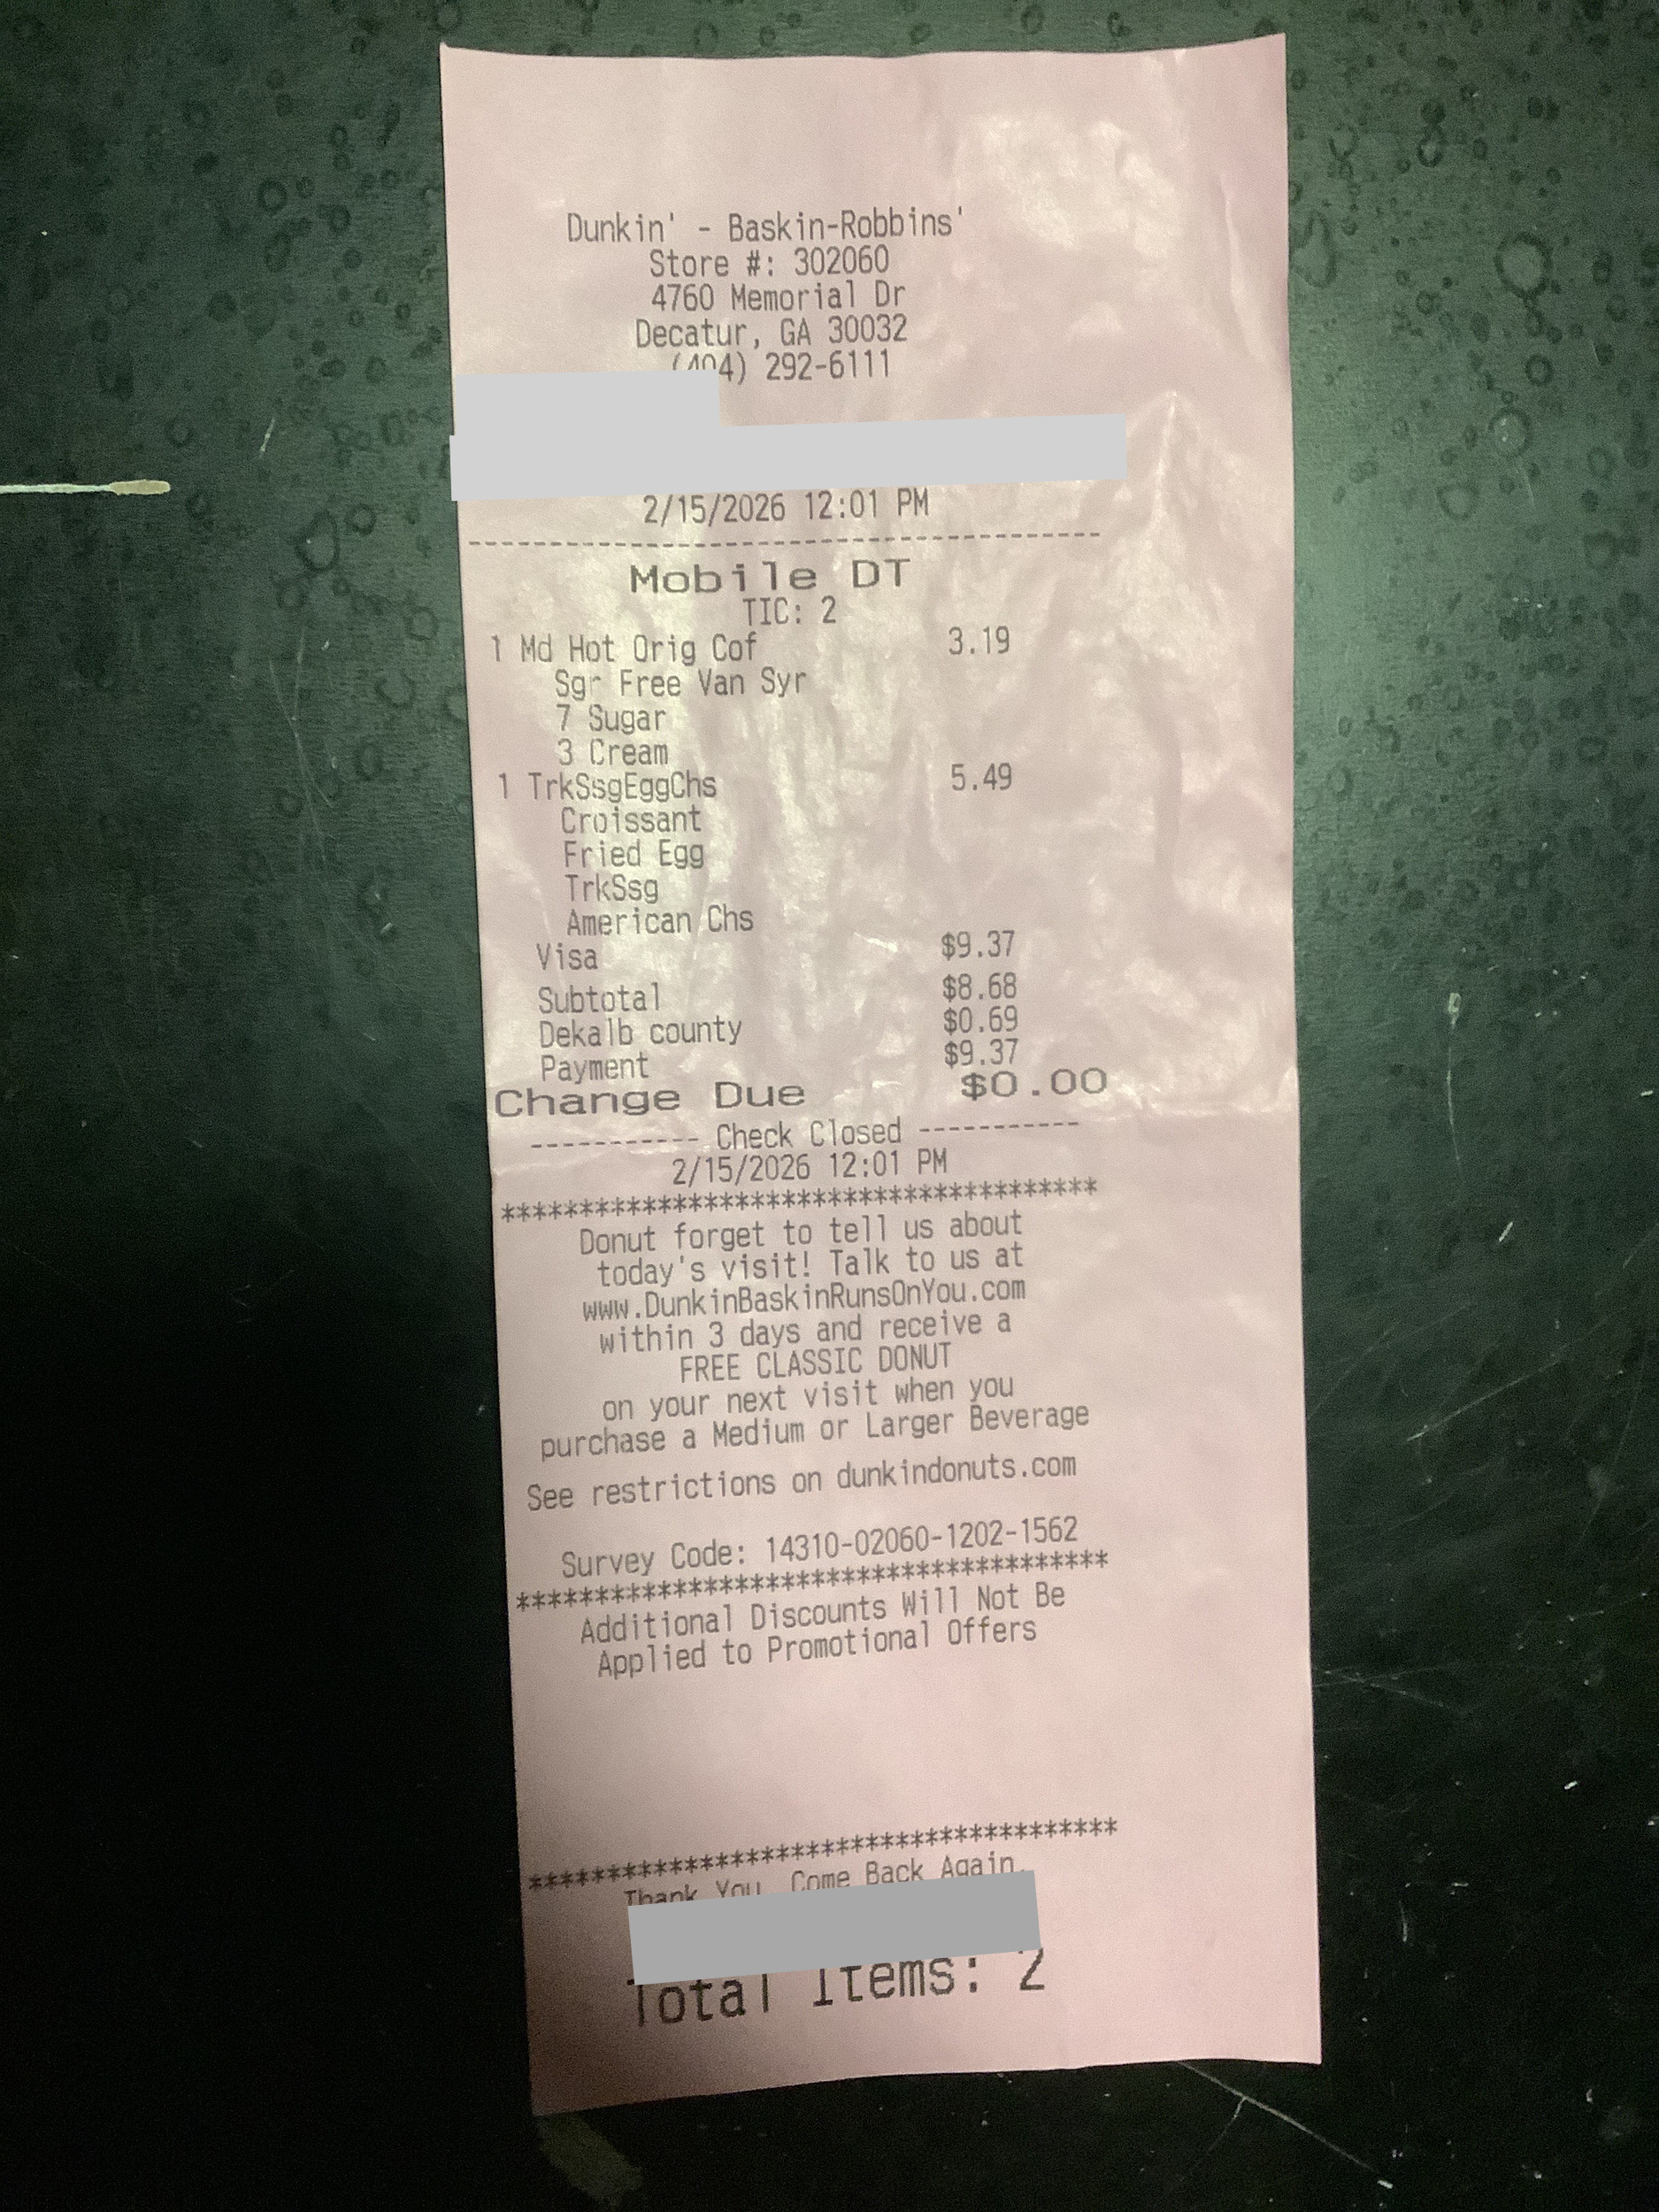 Dunkin' - Baskin-Robbins'
Store #: 302060
4760 Memorial Dr
Decatur, GA 30032
(404) 292-6111
2/15/2026 12:01 PM
----------------------------------------
Mobile DT
TIC: 2
1 Md Hot Orig Cof 3.19
Sgr Free Van Syr
7 Sugar
3 Cream
1 TrkSsgEggChs 5.49
Croissant
Fried Egg
TrkSsg
American Chs
Visa $9.37
Subtotal $8.68
Dekalb county $0.69
Payment $9.37
Change Due $0.00
----------- Check Closed -----------
2/15/2026 12:01 PM
**************************************
Donut forget to tell us about
today's visit! Talk to us at
www.DunkinBaskinRunsOnYou.com
within 3 days and receive a
FREE CLASSIC DONUT
on your next visit when you
purchase a Medium or Larger Beverage
See restrictions on dunkindonuts.com
Survey Code: 14310-02060-1202-1562
**************************************
Additional Discounts Will Not Be
Applied to Promotional Offers
**************************************
Thank You, Come Back Again.
Total Items: 2